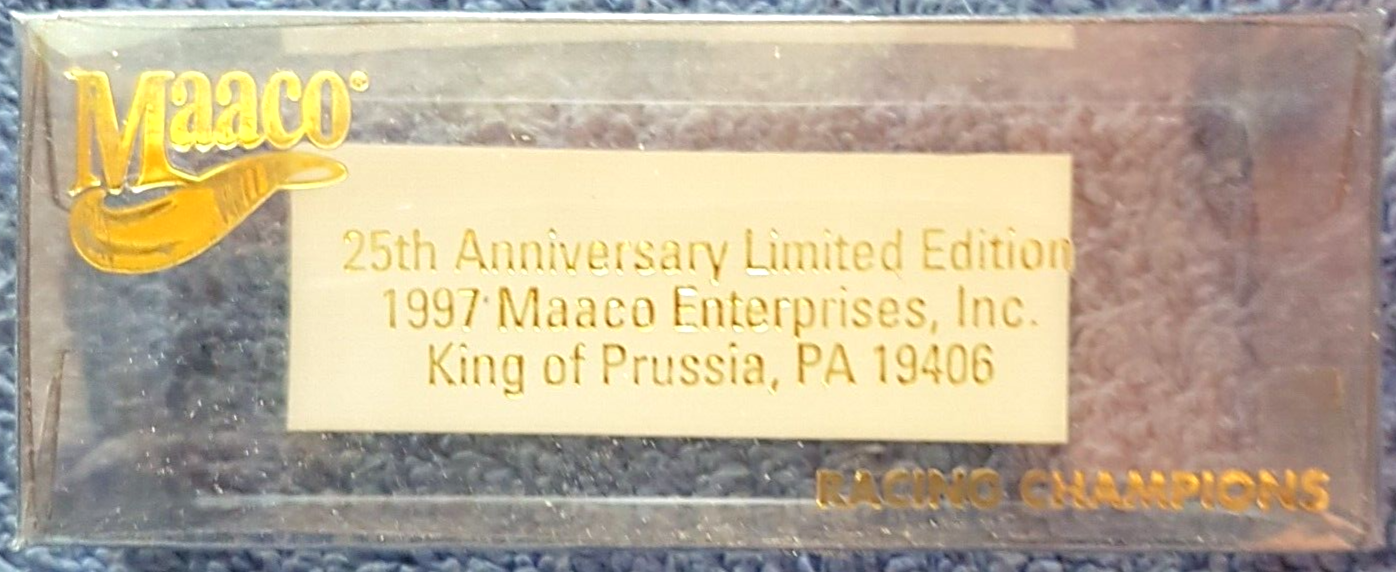 Maaco®
25th Anniversary Limited Edition
1997 Maaco Enterprises, Inc.
King of Prussia, PA 19406
RACING CHAMPIONS